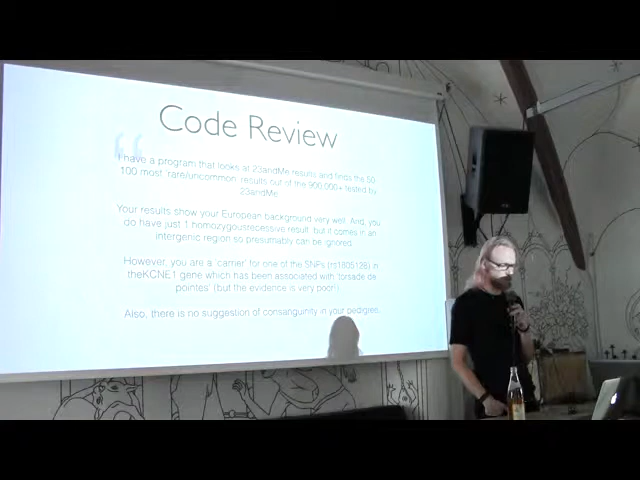 Code Review
“
I have a program that looks at 23andMe results and finds the 50-
100 most rare/uncommon results out of the 900,000+ tested by
23andMe.
Your results show your European background very well. And, you
do have just 1 homozygousrecessive result, but it comes in an
intergenic region so presumably can be ignored.
However, you are a 'carrier' for one of the SNPs (rs1805128) in
theKCNE1 gene which has been associated with 'torsade de
pointes' (but the evidence is very poor!)
Also, there is no suggestion of consanguinity in your pedigree.